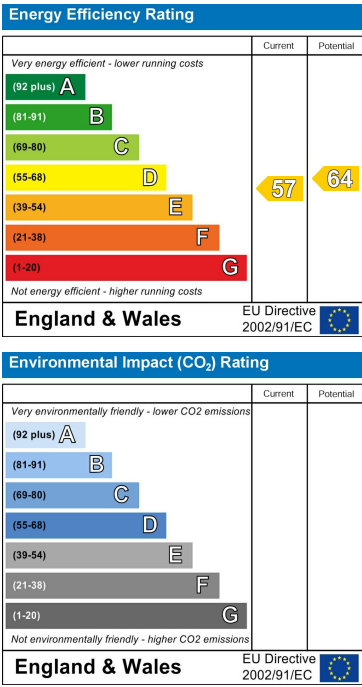 Energy Efficiency Rating
Current Potential
Very energy efficient - lower running costs
(92 plus) A
(81-91) B
(69-80) C
(55-68) D
(39-54) E
(21-38) F
(1-20) G
57
64
Not energy efficient - higher running costs
England & Wales
EU Directive
2002/91/EC
Environmental Impact (CO₂) Rating
Current Potential
Very environmentally friendly - lower CO2 emissions
(92 plus) A
(81-91) B
(69-80) C
(55-68) D
(39-54) E
(21-38) F
(1-20) G
Not environmentally friendly - higher CO2 emissions
England & Wales
EU Directive
2002/91/EC